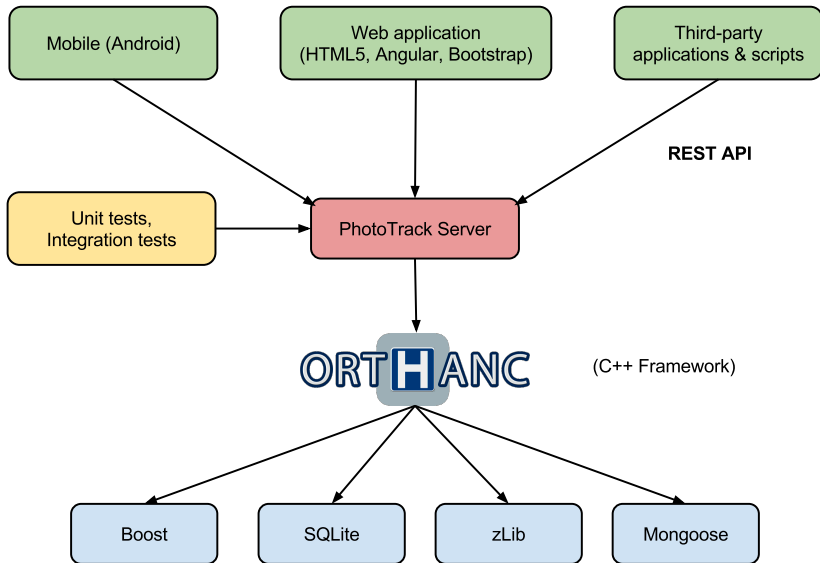 Mobile (Android)
Web application
(HTML5, Angular, Bootstrap)
Third-party
applications & scripts
REST API
Unit tests,
Integration tests
PhotoTrack Server
ORTHANC
(C++ Framework)
Boost
SQLite
zLib
Mongoose